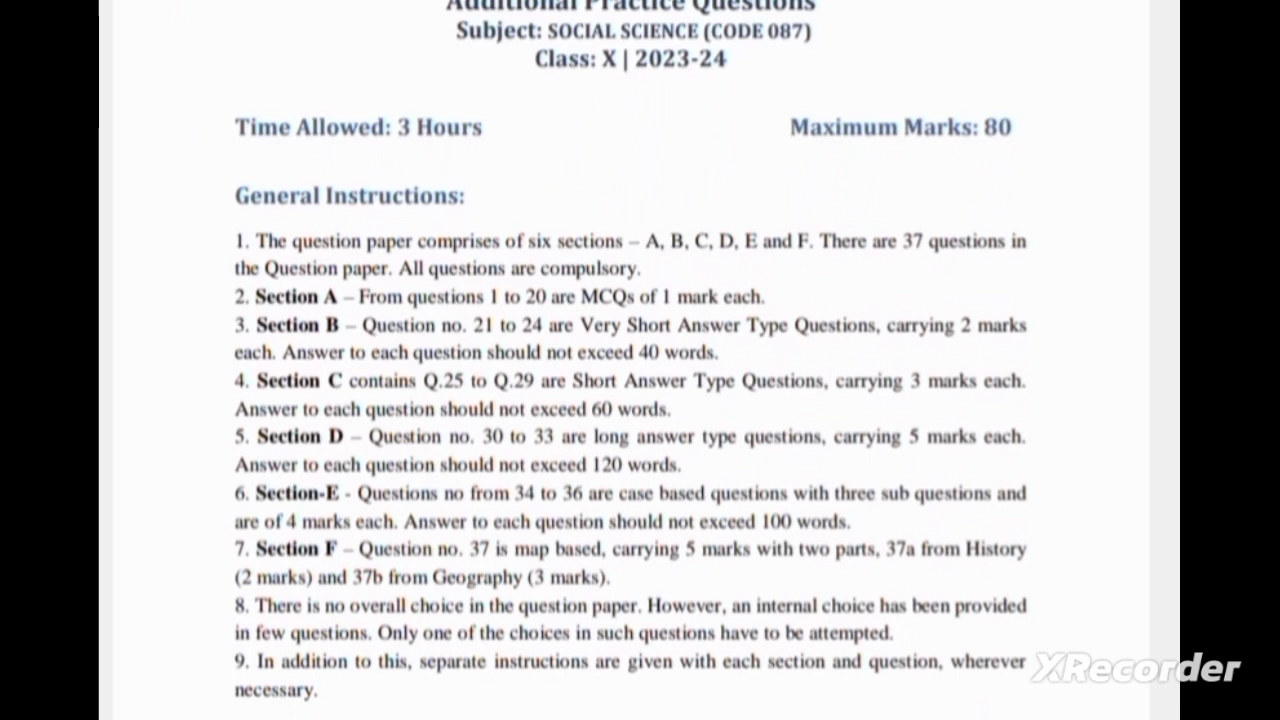 Additional Practice Questions
Subject: SOCIAL SCIENCE (CODE 087)
Class: X | 2023-24
Time Allowed: 3 Hours Maximum Marks: 80
General Instructions:
1. The question paper comprises of six sections – A, B, C, D, E and F. There are 37 questions in
the Question paper. All questions are compulsory.
2. Section A – From questions 1 to 20 are MCQs of 1 mark each.
3. Section B – Question no. 21 to 24 are Very Short Answer Type Questions, carrying 2 marks
each. Answer to each question should not exceed 40 words.
4. Section C contains Q.25 to Q.29 are Short Answer Type Questions, carrying 3 marks each.
Answer to each question should not exceed 60 words.
5. Section D – Question no. 30 to 33 are long answer type questions, carrying 5 marks each.
Answer to each question should not exceed 120 words.
6. Section-E - Questions no from 34 to 36 are case based questions with three sub questions and
are of 4 marks each. Answer to each question should not exceed 100 words.
7. Section F – Question no. 37 is map based, carrying 5 marks with two parts, 37a from History
(2 marks) and 37b from Geography (3 marks).
8. There is no overall choice in the question paper. However, an internal choice has been provided
in few questions. Only one of the choices in such questions have to be attempted.
9. In addition to this, separate instructions are given with each section and question, wherever
necessary.
XRecorder